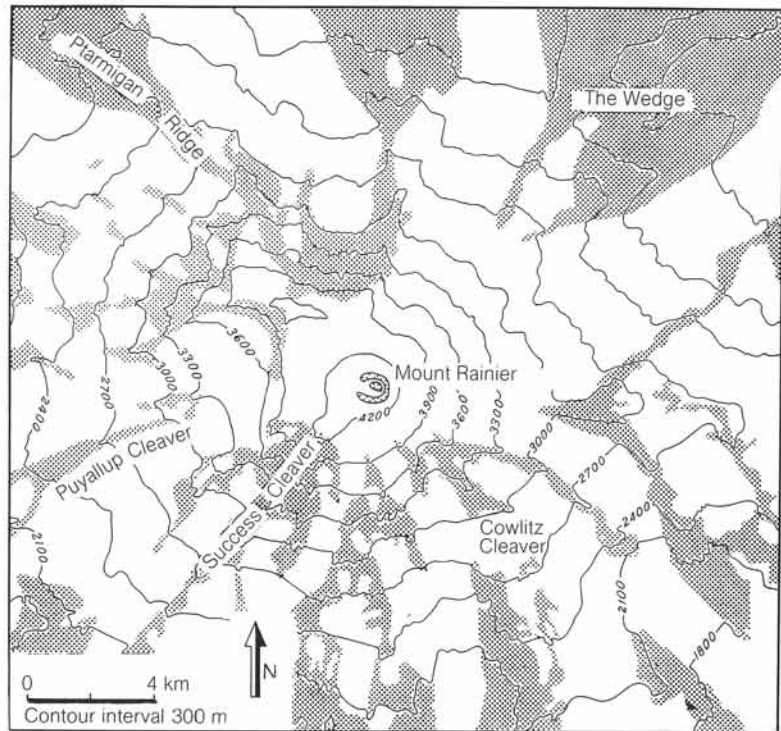 Ptarmigan
Ridge
The Wedge
3600
3300
3000
2700
2400
Mount Rainier
4200
3900
3600
3300
3000
2700
2400
2100
1800
Puyallup Cleaver
Success Cleaver
Cowlitz
Cleaver
2100
N
0 4 km
Contour interval 300 m